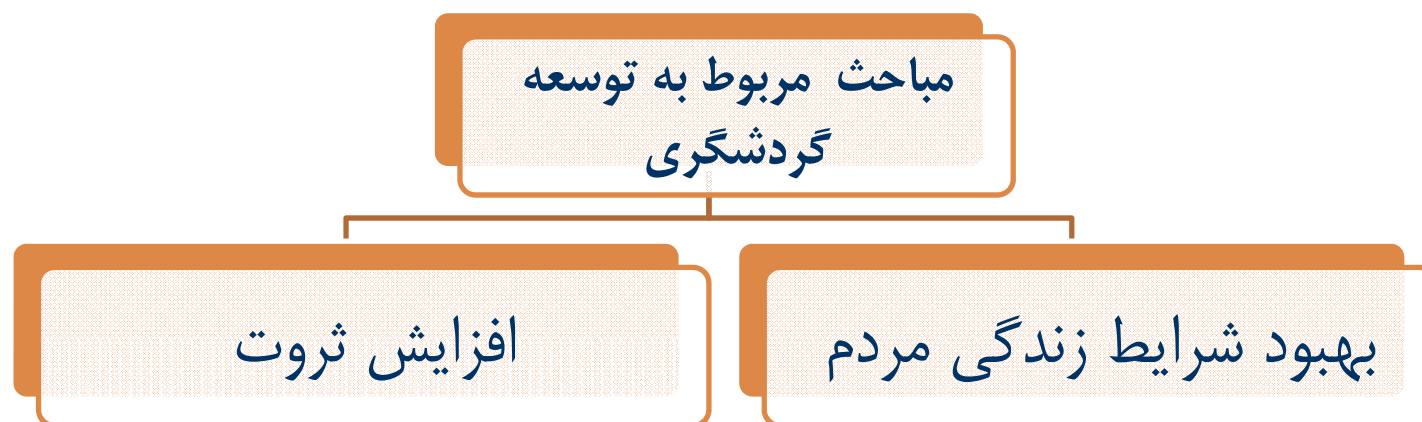 مباحث مربوط به توسعه
گردشگری
بهبود شرایط زندگی مردم
افزایش ثروت